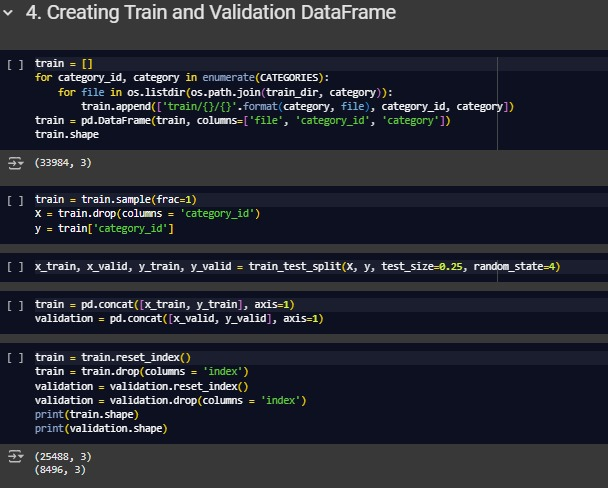 4. Creating Train and Validation DataFrame
[ ] train = []
for category_id, category in enumerate(CATEGORIES):
    for file in os.listdir(os.path.join(train_dir, category)):
        train.append(['train/{}/{}'.format(category, file), category_id, category])
train = pd.DataFrame(train, columns=['file', 'category_id', 'category'])
train.shape
(33984, 3)
[ ] train = train.sample(frac=1)
X = train.drop(columns = 'category_id')
y = train['category_id']
[ ] x_train, x_valid, y_train, y_valid = train_test_split(X, y, test_size=0.25, random_state=4)
[ ] train = pd.concat([x_train, y_train], axis=1)
validation = pd.concat([x_valid, y_valid], axis=1)
[ ] train = train.reset_index()
train = train.drop(columns = 'index')
validation = validation.reset_index()
validation = validation.drop(columns = 'index')
print(train.shape)
print(validation.shape)
(25488, 3)
(8496, 3)